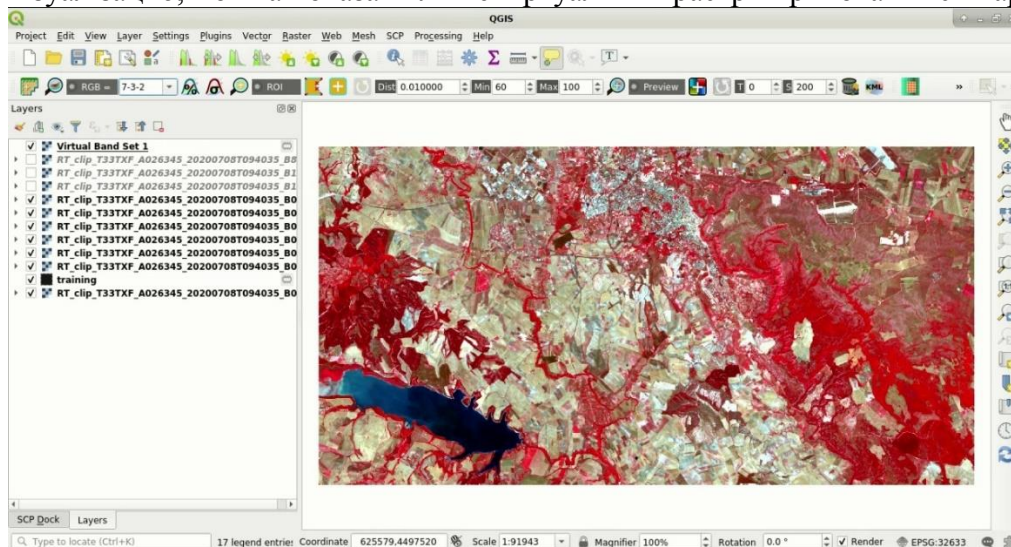 QGIS
Project Edit View Layer Settings Plugins Vector Raster Web Mesh SCP Processing Help
RGB = 7-3-2 ROI Dist 0.010000 Min 60 Max 100 Preview T 0 S 200 KML »
Layers
Virtual Band Set 1
RT_clip_T33TXF_A026345_20200708T094035_B8
RT_clip_T33TXF_A026345_20200708T094035_B1
RT_clip_T33TXF_A026345_20200708T094035_B1
RT_clip_T33TXF_A026345_20200708T094035_B0
RT_clip_T33TXF_A026345_20200708T094035_B0
RT_clip_T33TXF_A026345_20200708T094035_B0
RT_clip_T33TXF_A026345_20200708T094035_B0
RT_clip_T33TXF_A026345_20200708T094035_B0
RT_clip_T33TXF_A026345_20200708T094035_B0
training
RT_clip_T33TXF_A026345_20200708T094035_B0
SCP Dock Layers
Type to locate (Ctrl+K) 17 legend entries Coordinate 625579,4497520 Scale 1:91943 Magnifier 100% Rotation 0.0 ° Render EPSG:32633